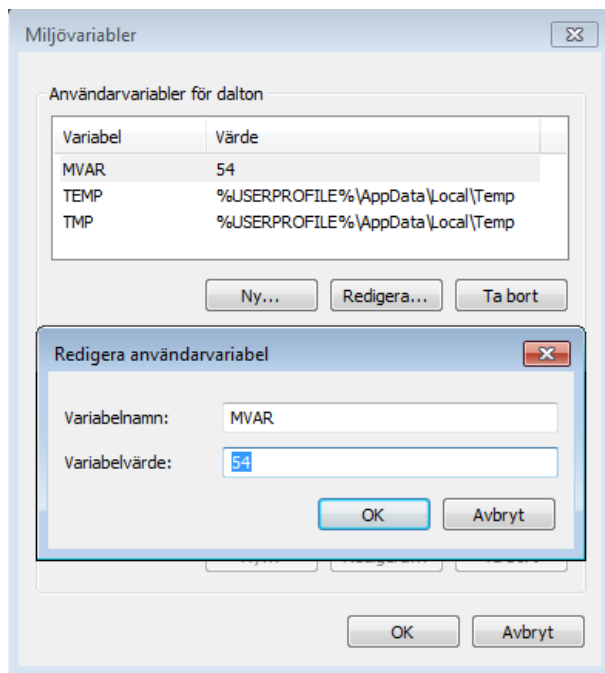 Miljövariabler
Användarvariabler för dalton
Variabel Värde
MVAR 54
TEMP %USERPROFILE%\AppData\Local\Temp
TMP %USERPROFILE%\AppData\Local\Temp
Ny... Redigera... Ta bort
Redigera användarvariabel
Variabelnamn: MVAR
Variabelvärde: 54
OK Avbryt
OK Avbryt